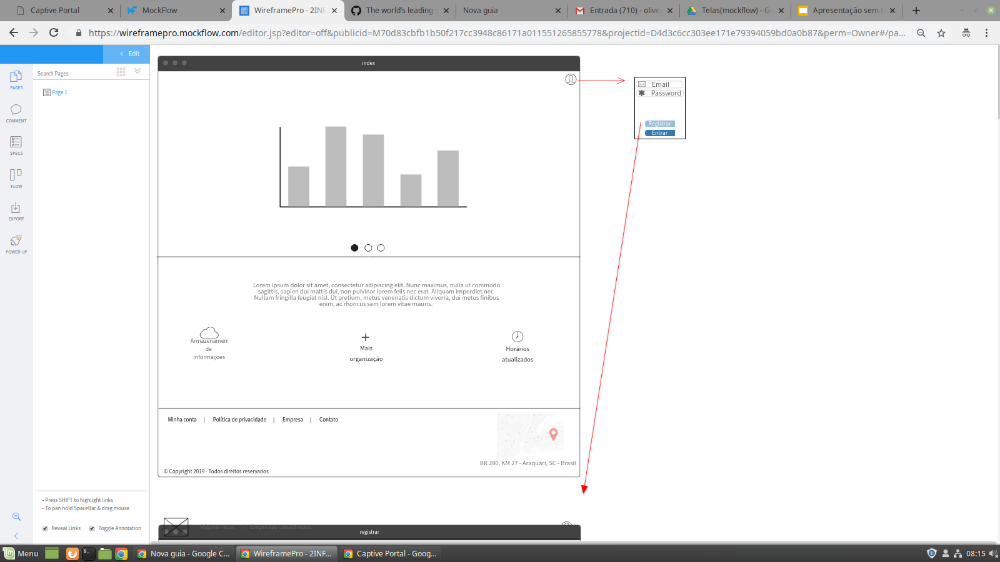 Captive Portal
MockFlow
WireframePro - 2INF
The world's leading s
Nova guia
Entrada (710) - olive
Telas(mockflow) - Go
Apresentação sem t
https://wireframepro.mockflow.com/editor.jsp?editor=off&publicid=M70d83cbfb1b50f217cc3948c86171a011551265855778&projectid=D4d3c6cc303ee171e79394059bd0a0b87&perm=Owner#/pa...
Edit
PAGES
COMMENT
SPECS
FLOW
EXPORT
POWER-UP
Search Pages
Page 1
- Press SHIFT to highlight links
- To pan hold SpaceBar & drag mouse
Reveal Links
Toggle Annotation
index
Email
Password
Registrar
Entrar
Lorem ipsum dolor sit amet, consectetur adipiscing elit. Nunc maximus, nulla ut commodo
sagittis, sapien dui mattis dui, non pulvinar lorem felis nec erat. Aliquam imperdiet nec.
Nullam fringilla feugiat nisl. Ut pretium, metus venenatis dictum viverra, dui metus finibus
enim, ac rhoncus sem lorem vitae mauris.
Armazenament
de
informaçoes
Mais
organização
Horários
atualizados
Minha conta | Política de privacidade | Empresa | Contato
BR 280, KM 27 - Araquari, SC - Brasil
© Copyright 2019 - Todos direitos reservados
Página inicial | Empresas cadastradas
registrar
Menu
Nova guia - Google C...
WireframePro - 2INF...
Captive Portal - Goog...
08:15